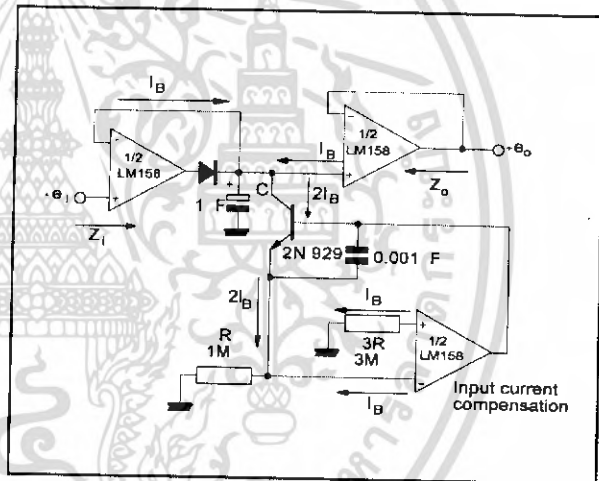 I_B
1/2
LM158
+e_i
Z_i
+
1 F
C
I_B
2I_B
1/2
LM158
+e_o
Z_o
2N 929
0.001 F
2I_B
R
1M
I_B
3R
3M
1/2
LM158
I_B
Input current
compensation